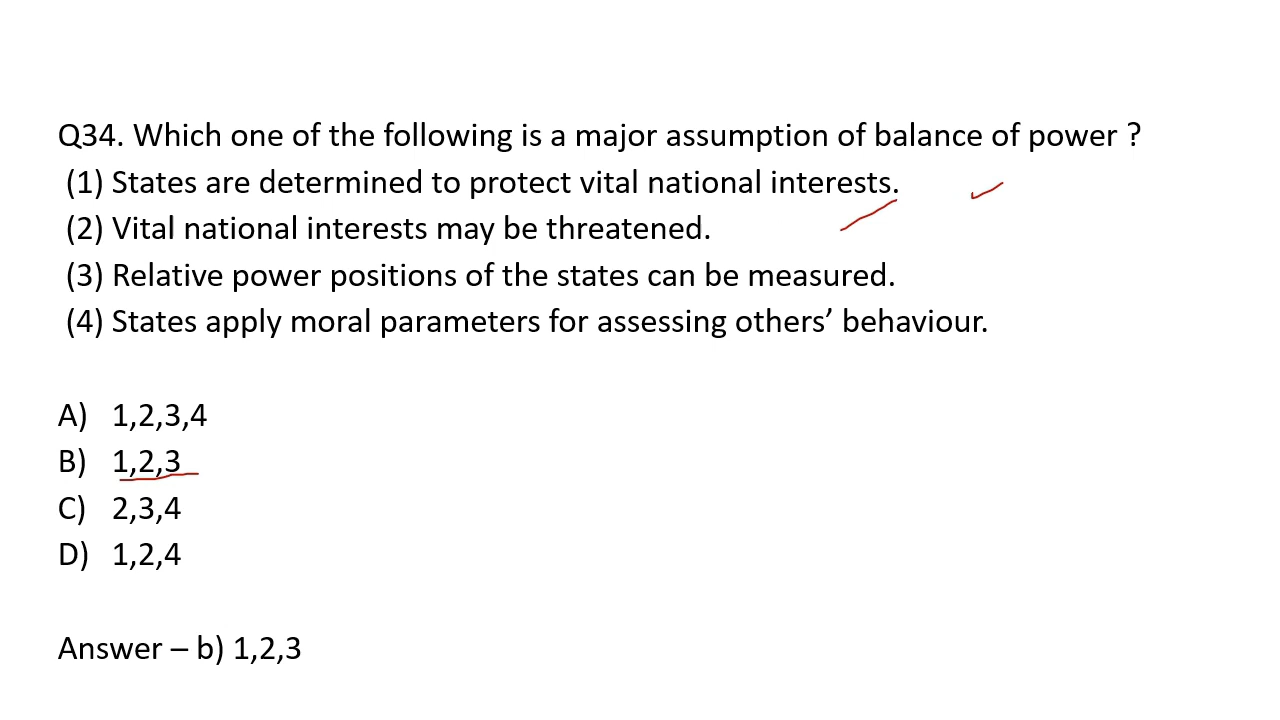 Q34. Which one of the following is a major assumption of balance of power ?
(1) States are determined to protect vital national interests.
(2) Vital national interests may be threatened.
(3) Relative power positions of the states can be measured.
(4) States apply moral parameters for assessing others’ behaviour.
A) 1,2,3,4
B) 1,2,3
C) 2,3,4
D) 1,2,4
Answer – b) 1,2,3